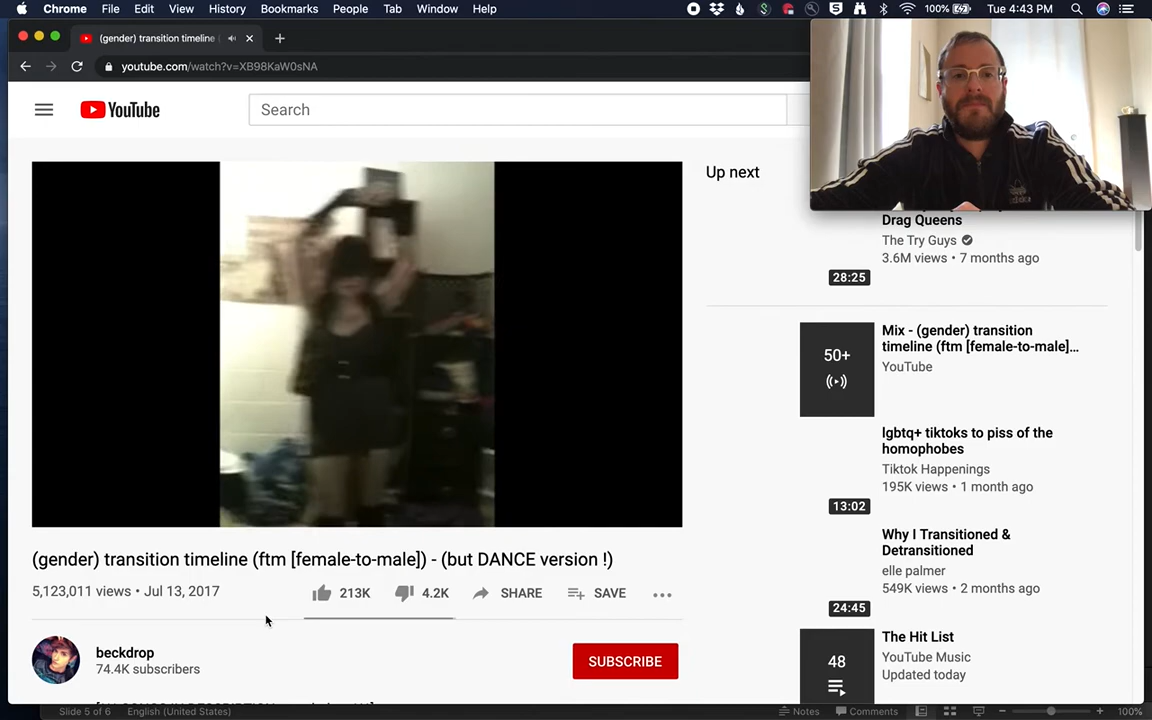 Chrome File Edit View History Bookmarks People Tab Window Help 100% Tue 4:43 PM
(gender) transition timeline
youtube.com/watch?v=XB98KaW0sNA
YouTube
Search
Up next
Drag Queens
The Try Guys
3.6M views • 7 months ago
28:25
Mix - (gender) transition
timeline (ftm [female-to-male]...
YouTube
50+
lgbtq+ tiktoks to piss of the
homophobes
Tiktok Happenings
195K views • 1 month ago
13:02
Why I Transitioned &
Detransitioned
elle palmer
549K views • 2 months ago
24:45
The Hit List
YouTube Music
Updated today
48
(gender) transition timeline (ftm [female-to-male]) - (but DANCE version !)
5,123,011 views • Jul 13, 2017
213K 4.2K SHARE SAVE
beckdrop
74.4K subscribers
SUBSCRIBE
Slide 5 of 6 English (United States) Notes Comments 100%